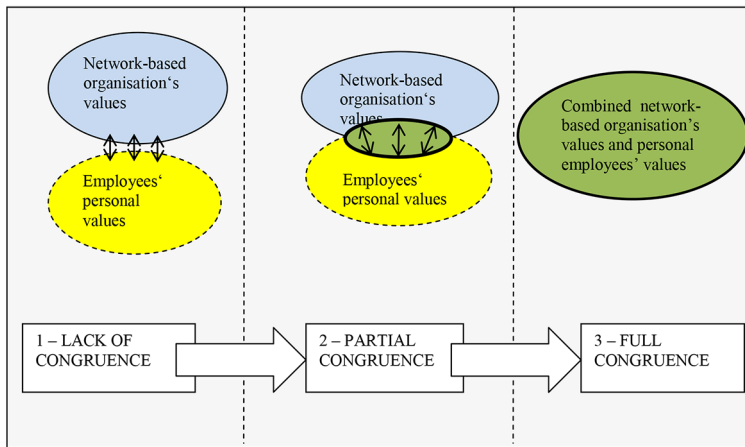 Network-based
organisation‘s
values
Employees‘
personal
values
Network-based
organisation‘s
values
Employees‘
personal values
Combined network-
based organisation’s
values and personal
employees’ values
1 – LACK OF
CONGRUENCE
2 – PARTIAL
CONGRUENCE
3 – FULL
CONGRUENCE